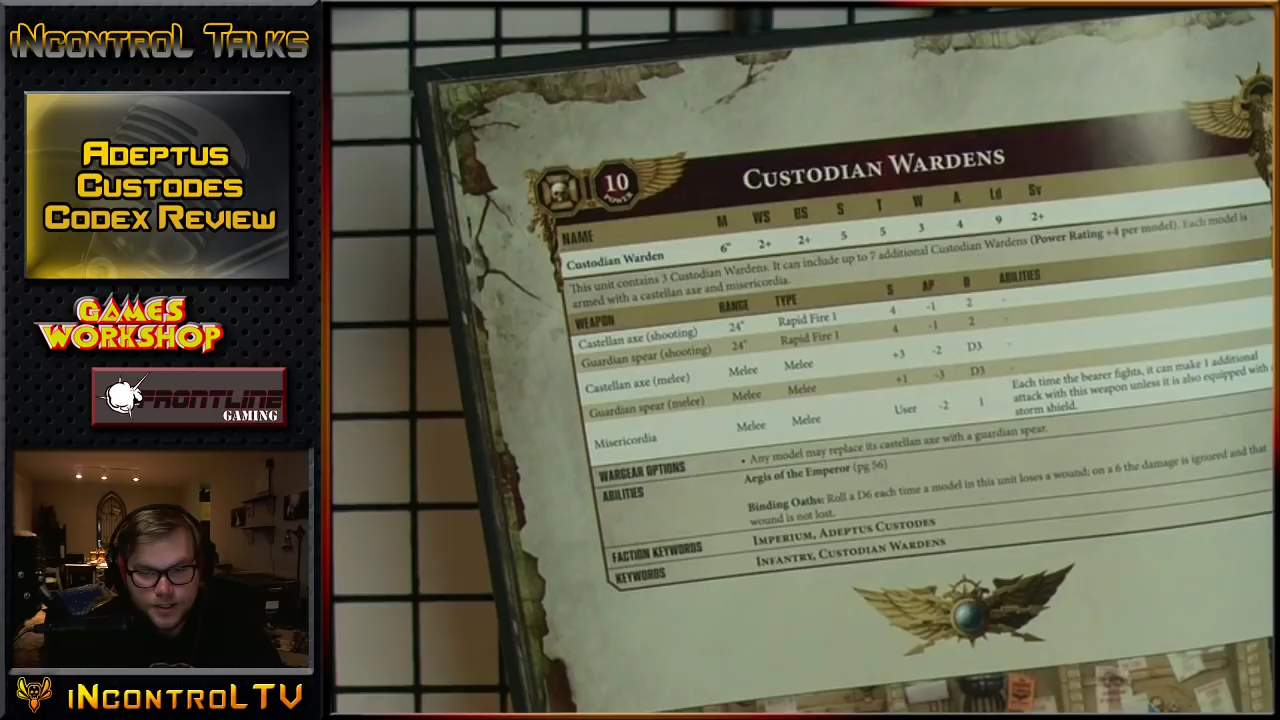 iNcontroL Talks
Adeptus
Custodes
Codex Review
GAMES
WORKSHOP
FRONTLINE
GAMING
iNcontroLTV
10
POWER
CUSTODIAN WARDENS
NAME M WS BS S T W A Ld Sv
Custodian Warden 6" 2+ 2+ 5 5 3 4 9 2+
This unit contains 3 Custodian Wardens. It can include up to 7 additional Custodian Wardens (Power Rating +4 per model). Each model is
armed with a castellan axe and misericordia.
WEAPON RANGE TYPE S AP D ABILITIES
Castellan axe (shooting) 24" Rapid Fire 1 4 -1 2 -
Guardian spear (shooting) 24" Rapid Fire 1 4 -1 2 -
Castellan axe (melee) Melee Melee +3 -2 D3 -
Guardian spear (melee) Melee Melee +1 -3 D3 -
Misericordia Melee Melee User -2 1 Each time the bearer fights, it can make 1 additional
attack with this weapon unless it is also equipped with
storm shield.
WARGEAR OPTIONS • Any model may replace its castellan axe with a guardian spear.
ABILITIES Aegis of the Emperor (pg 56)
Binding Oaths: Roll a D6 each time a model in this unit loses a wound; on a 6 the damage is ignored and that
wound is not lost.
FACTION KEYWORDS IMPERIUM, ADEPTUS CUSTODES
KEYWORDS INFANTRY, CUSTODIAN WARDENS